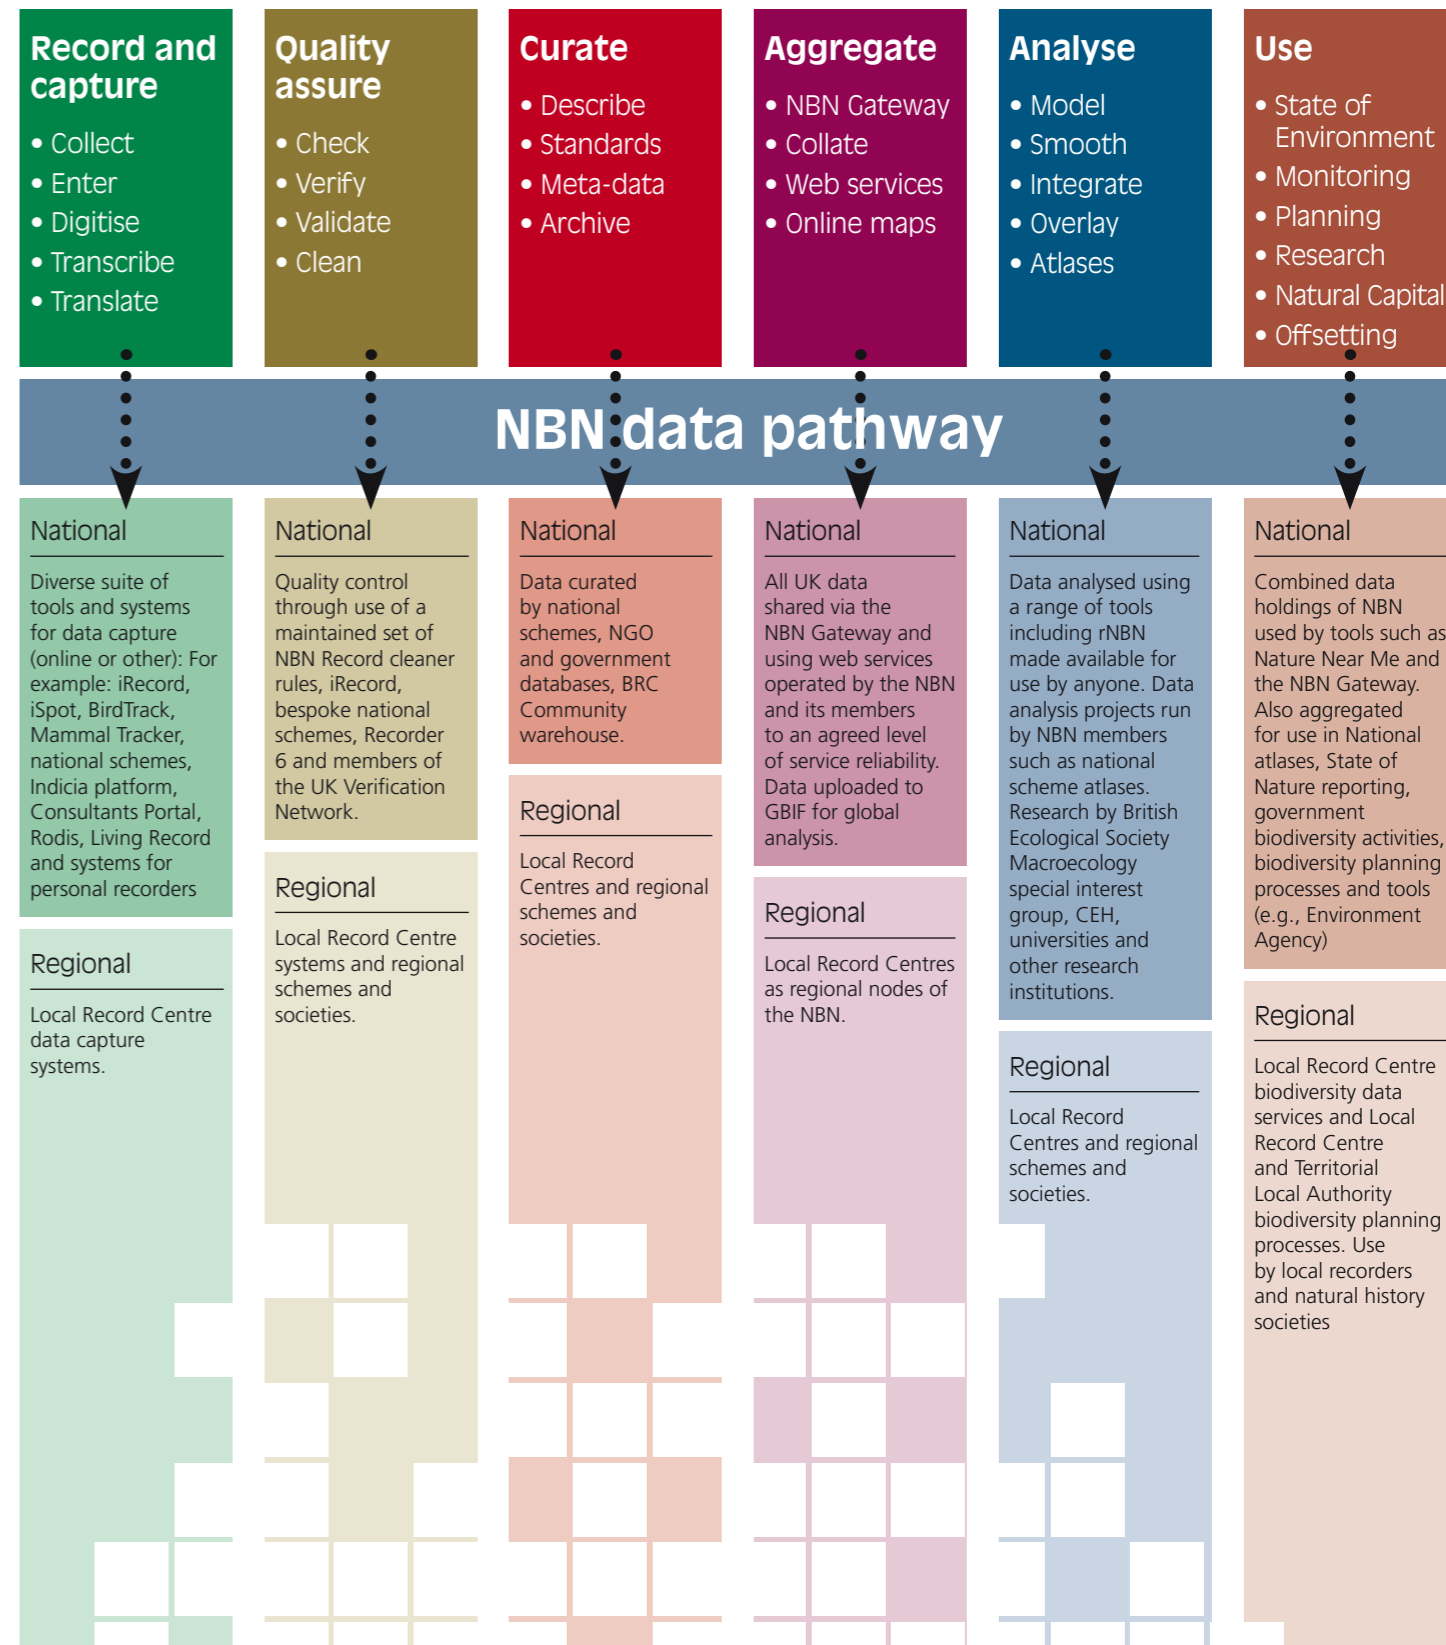 Record and
capture
• Collect
• Enter
• Digitise
• Transcribe
• Translate
Quality
assure
• Check
• Verify
• Validate
• Clean
Curate
• Describe
• Standards
• Meta-data
• Archive
Aggregate
• NBN Gateway
• Collate
• Web services
• Online maps
Analyse
• Model
• Smooth
• Integrate
• Overlay
• Atlases
Use
• State of
Environment
• Monitoring
• Planning
• Research
• Natural Capital
• Offsetting
NBN data pathway
National
Diverse suite of
tools and systems
for data capture
(online or other): For
example: iRecord,
iSpot, BirdTrack,
Mammal Tracker,
national schemes,
Indicia platform,
Consultants Portal,
Rodis, Living Record
and systems for
personal recorders
Regional
Local Record Centre
data capture
systems.
National
Quality control
through use of a
maintained set of
NBN Record cleaner
rules, iRecord,
bespoke national
schemes, Recorder
6 and members of
the UK Verification
Network.
Regional
Local Record Centre
systems and regional
schemes and
societies.
National
Data curated
by national
schemes, NGO
and government
databases, BRC
Community
warehouse.
Regional
Local Record
Centres and regional
schemes and
societies.
National
All UK data
shared via the
NBN Gateway and
using web services
operated by the NBN
and its members
to an agreed level
of service reliability.
Data uploaded to
GBIF for global
analysis.
Regional
Local Record Centres
as regional nodes of
the NBN.
National
Data analysed using
a range of tools
including rNBN
made available for
use by anyone. Data
analysis projects run
by NBN members
such as national
scheme atlases.
Research by British
Ecological Society
Macroecology
special interest
group, CEH,
universities and
other research
institutions.
Regional
Local Record
Centres and regional
schemes and
societies.
National
Combined data
holdings of NBN
used by tools such as
Nature Near Me and
the NBN Gateway.
Also aggregated
for use in National
atlases, State of
Nature reporting,
government
biodiversity activities,
biodiversity planning
processes and tools
(e.g., Environment
Agency)
Regional
Local Record Centre
biodiversity data
services and Local
Record Centre
and Territorial
Local Authority
biodiversity planning
processes. Use
by local recorders
and natural history
societies